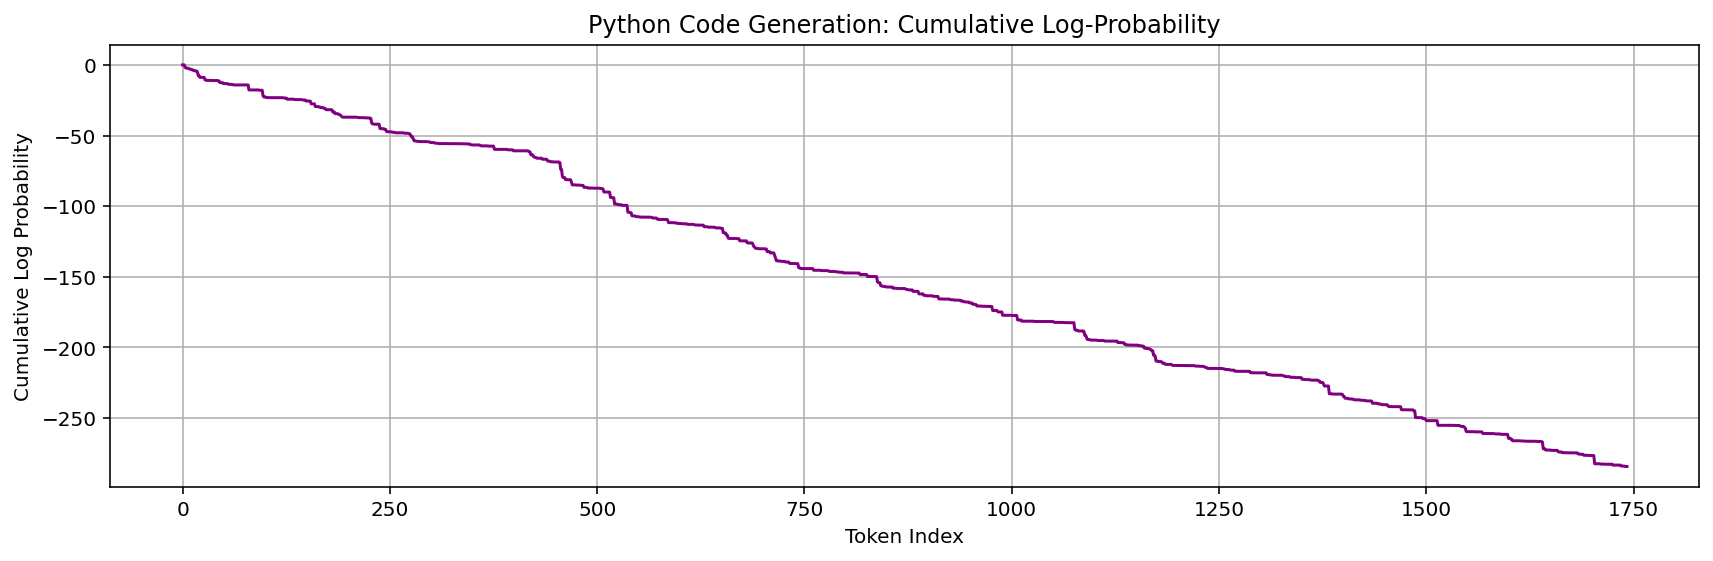 Python Code Generation: Cumulative Log-Probability
Cumulative Log Probability
0
−50
−100
−150
−200
−250
0 250 500 750 1000 1250 1500 1750
Token Index